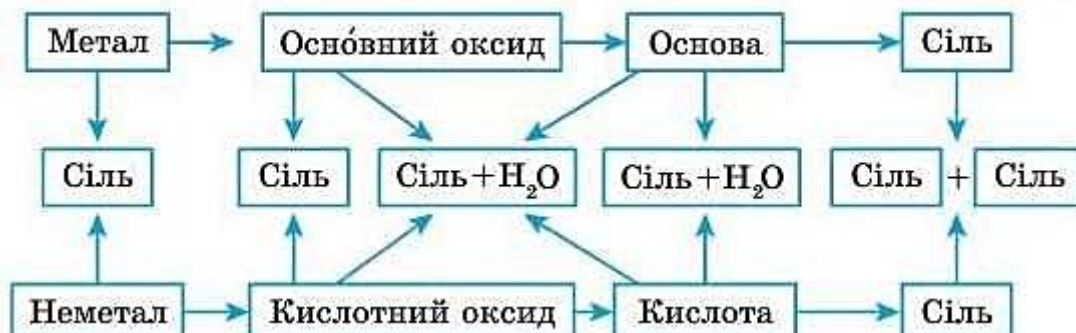 Метал Осно́вний оксид Основа Сіль
Сіль Сіль Сіль+H₂O Сіль+H₂O Сіль + Сіль
Неметал Кислотний оксид Кислота Сіль